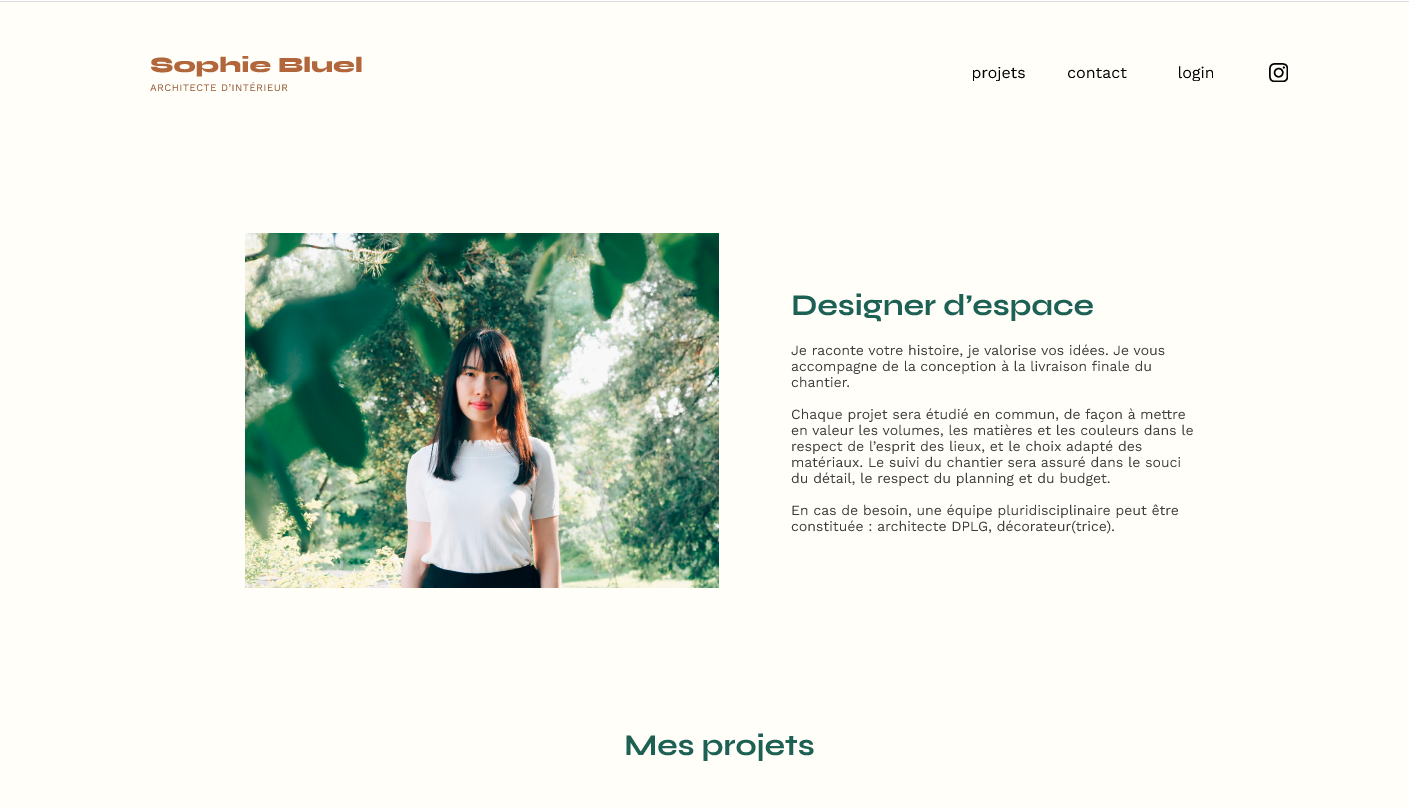 Sophie Bluel
ARCHITECTE D’INTÉRIEUR
projets contact login
Designer d’espace
Je raconte votre histoire, je valorise vos idées. Je vous
accompagne de la conception à la livraison finale du
chantier.
Chaque projet sera étudié en commun, de façon à mettre
en valeur les volumes, les matières et les couleurs dans le
respect de l’esprit des lieux, et le choix adapté des
matériaux. Le suivi du chantier sera assuré dans le souci
du détail, le respect du planning et du budget.
En cas de besoin, une équipe pluridisciplinaire peut être
constituée : architecte DPLG, décorateur(trice).
Mes projets